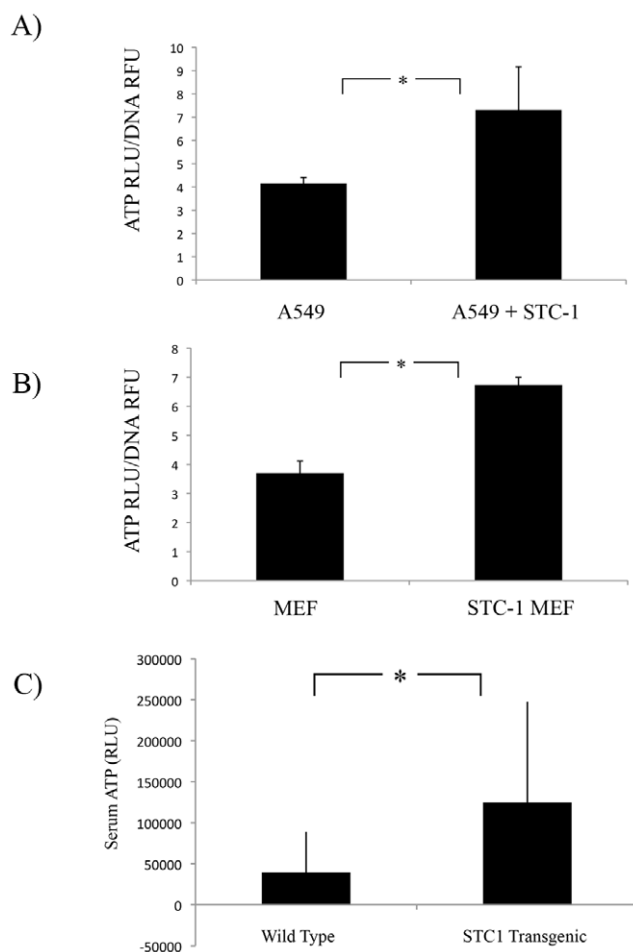 A)
ATP RLU/DNA RFU
10
9
8
7
6
5
4
3
2
1
0
*
A549
A549 + STC-1
B)
ATP RLU/DNA RFU
8
7
6
5
4
3
2
1
0
*
MEF
STC-1 MEF
C)
Serum ATP (RLU)
300000
250000
200000
150000
100000
50000
0
-50000
*
Wild Type
STC1 Transgenic